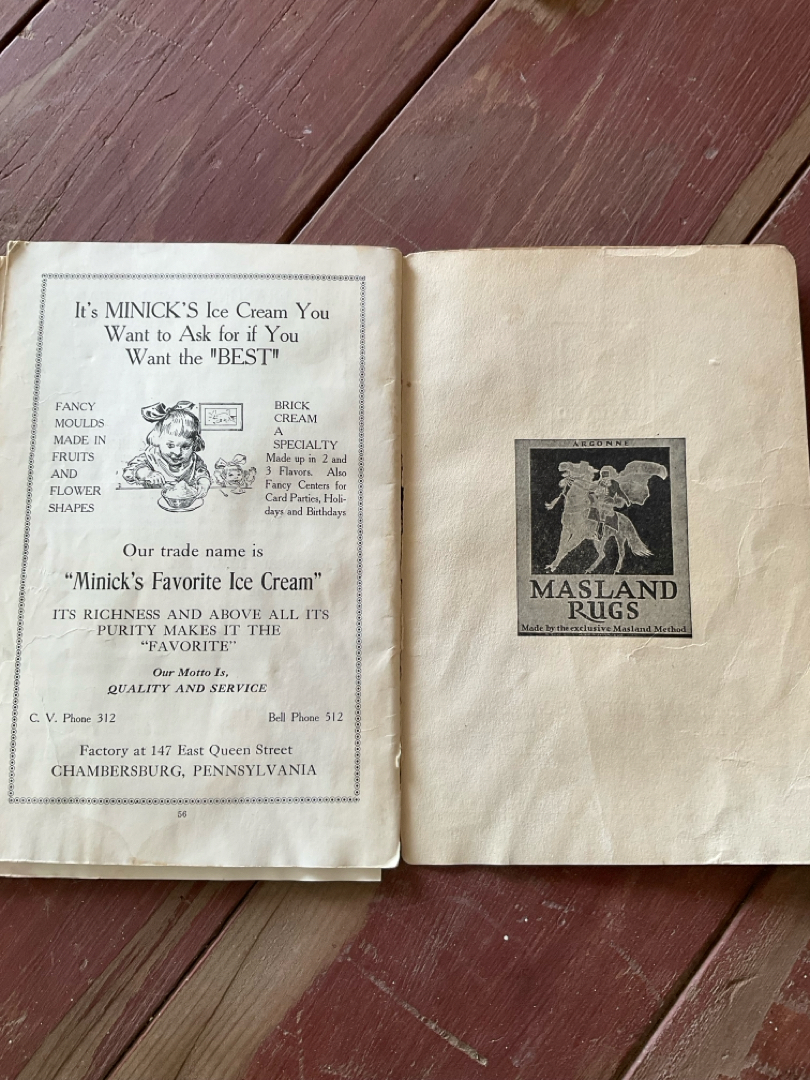 It's MINICK'S Ice Cream You
Want to Ask for if You
Want the "BEST"
FANCY
MOULDS
MADE IN
FRUITS
AND
FLOWER
SHAPES
BRICK
CREAM
A
SPECIALTY
Made up in 2 and
3 Flavors. Also
Fancy Centers for
Card Parties, Holi-
days and Birthdays
Our trade name is
“Minick's Favorite Ice Cream”
ITS RICHNESS AND ABOVE ALL ITS
PURITY MAKES IT THE
“FAVORITE”
Our Motto Is,
QUALITY AND SERVICE
C. V. Phone 312
Bell Phone 512
Factory at 147 East Queen Street
CHAMBERSBURG, PENNSYLVANIA
56
ARGONNE
MASLAND
RUGS
Made by the exclusive Masland Method